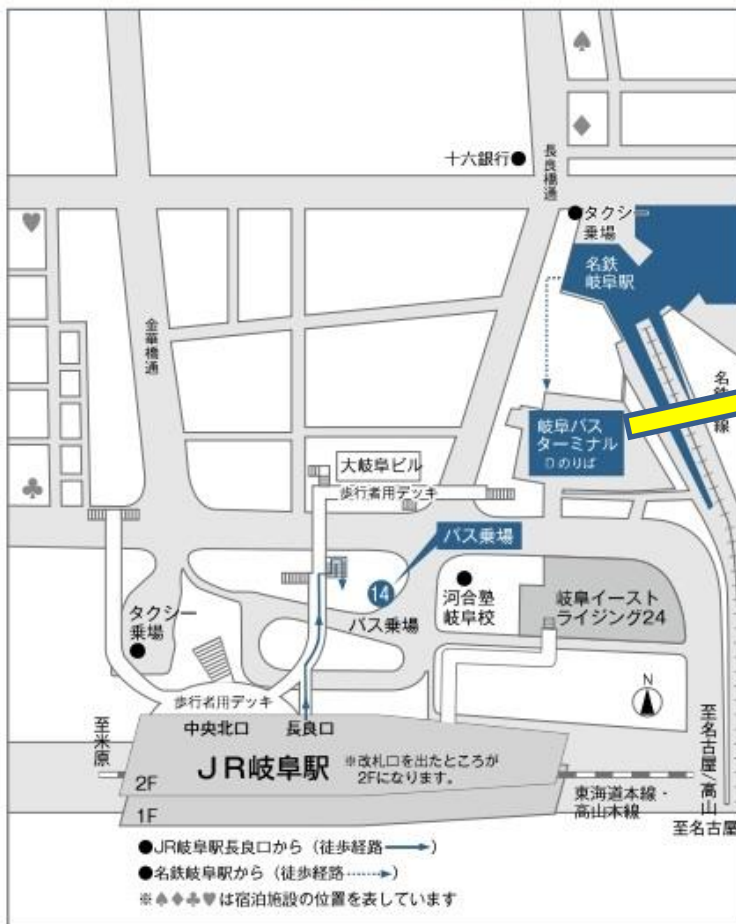 十六銀行●
長良橋通
●タクシー
乗場
名鉄
岐阜駅
金華橋通
岐阜バス
ターミナル
Dのりば
大岐阜ビル
歩行者用デッキ
バス乗場
14
バス乗場
河合塾
岐阜校
岐阜イースト
ライジング24
タクシー
乗場
N
歩行者用デッキ
中央北口
長良口
至米原
JR岐阜駅
※改札口を出たところが
2Fになります。
2F
1F
東海道本線・
高山本線
至名古屋/高山
至名古屋
●JR岐阜駅長良口から（徒歩経路 ）
●名鉄岐阜駅から（徒歩経路 ）
※♠♦♣♥は宿泊施設の位置を表しています